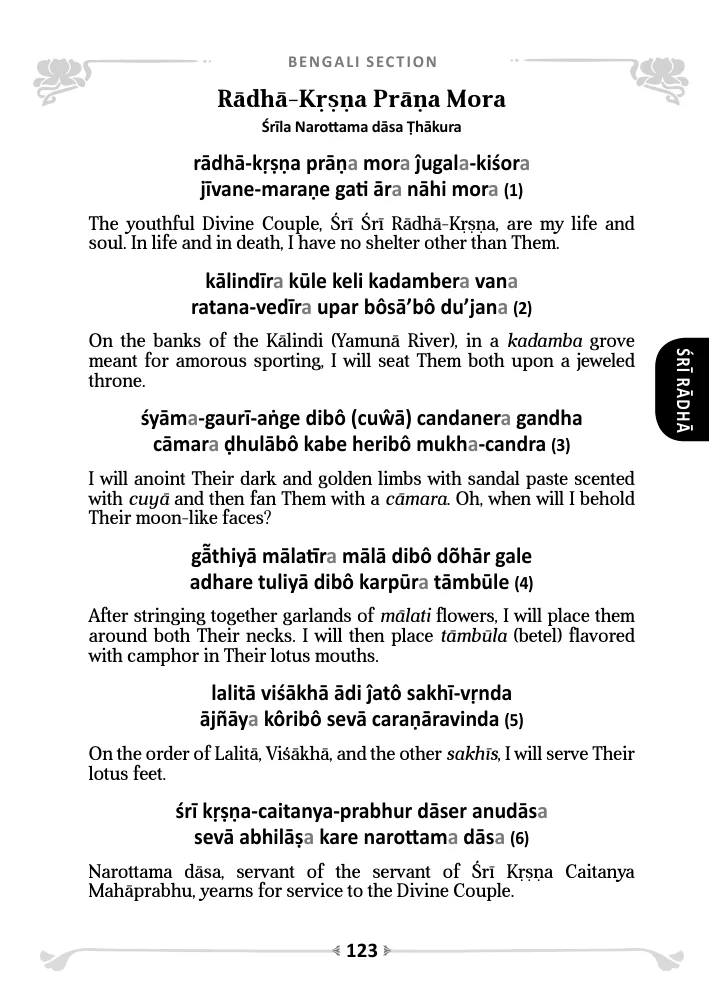 BENGALI SECTION
Rādhā-Kṛṣṇa Prāṇa Mora
Śrīla Narottama dāsa Ṭhākura
rādhā-kṛṣṇa prāṇa mora ĵugala-kiśora
jīvane-maraṇe gati āra nāhi mora (1)
The youthful Divine Couple, Śrī Śrī Rādhā-Kṛṣṇa, are my life and
soul. In life and in death, I have no shelter other than Them.
kālindīra kūle keli kadambera vana
ratana-vedīra upar bôsā’bô du’jana (2)
On the banks of the Kālindi (Yamunā River), in a kadamba grove
meant for amorous sporting, I will seat Them both upon a jeweled
throne.
śyāma-gaurī-aṅge dibô (cuŵā) candanera gandha
cāmara ḍhulābô kabe heribô mukha-candra (3)
I will anoint Their dark and golden limbs with sandal paste scented
with cuyā and then fan Them with a cāmara. Oh, when will I behold
Their moon-like faces?
gā̃thiyā mālatīra mālā dibô dõhār gale
adhare tuliyā dibô karpūra tāmbūle (4)
After stringing together garlands of mālati flowers, I will place them
around both Their necks. I will then place tāmbūla (betel) flavored
with camphor in Their lotus mouths.
lalitā viśākhā ādi ĵatô sakhī-vṛnda
ājñāya kôribô sevā caraṇāravinda (5)
On the order of Lalitā, Viśākhā, and the other sakhīs, I will serve Their
lotus feet.
śrī kṛṣṇa-caitanya-prabhur dāser anudāsa
sevā abhilāṣa kare narottama dāsa (6)
Narottama dāsa, servant of the servant of Śrī Kṛṣṇa Caitanya
Mahāprabhu, yearns for service to the Divine Couple.
ŚRĪ RĀDHĀ
123